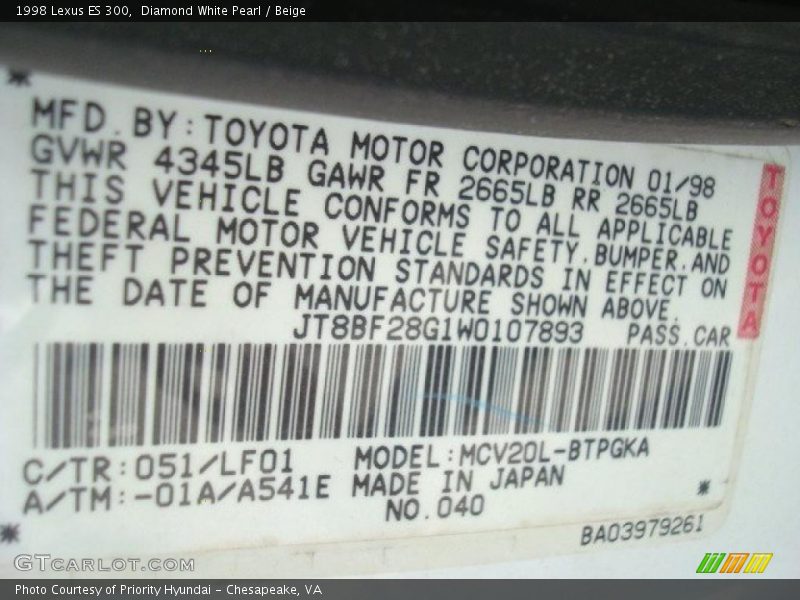 1998 Lexus ES 300, Diamond White Pearl / Beige
MFD. BY: TOYOTA MOTOR CORPORATION 01/98
GVWR 4345LB GAWR FR 2665LB RR 2665LB
THIS VEHICLE CONFORMS TO ALL APPLICABLE
FEDERAL MOTOR VEHICLE SAFETY, BUMPER, AND
THEFT PREVENTION STANDARDS IN EFFECT ON
THE DATE OF MANUFACTURE SHOWN ABOVE.
JT8BF28G1W0107893 PASS. CAR
TOYOTA
C/TR: 051/LF01 MODEL: MCV20L-BTPGKA
A/TM: -01A/A541E MADE IN JAPAN
NO. 040
BA03979261
GTCARLOT.COM
Photo Courtesy of Priority Hyundai - Chesapeake, VA